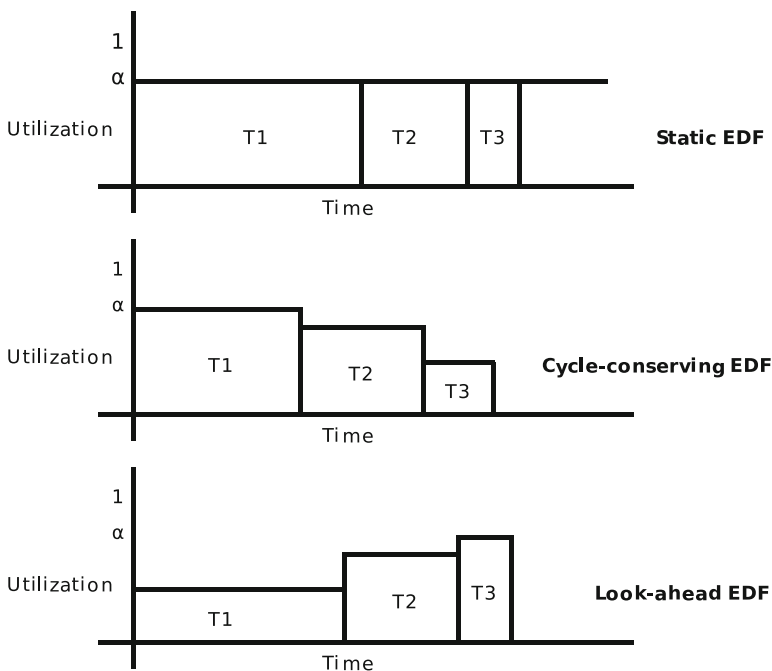 1
α
Utilization
T1
T2
T3
Static EDF
Time
1
α
Utilization
T1
T2
T3
Cycle-conserving EDF
Time
1
α
Utilization
T1
T2
T3
Look-ahead EDF
Time